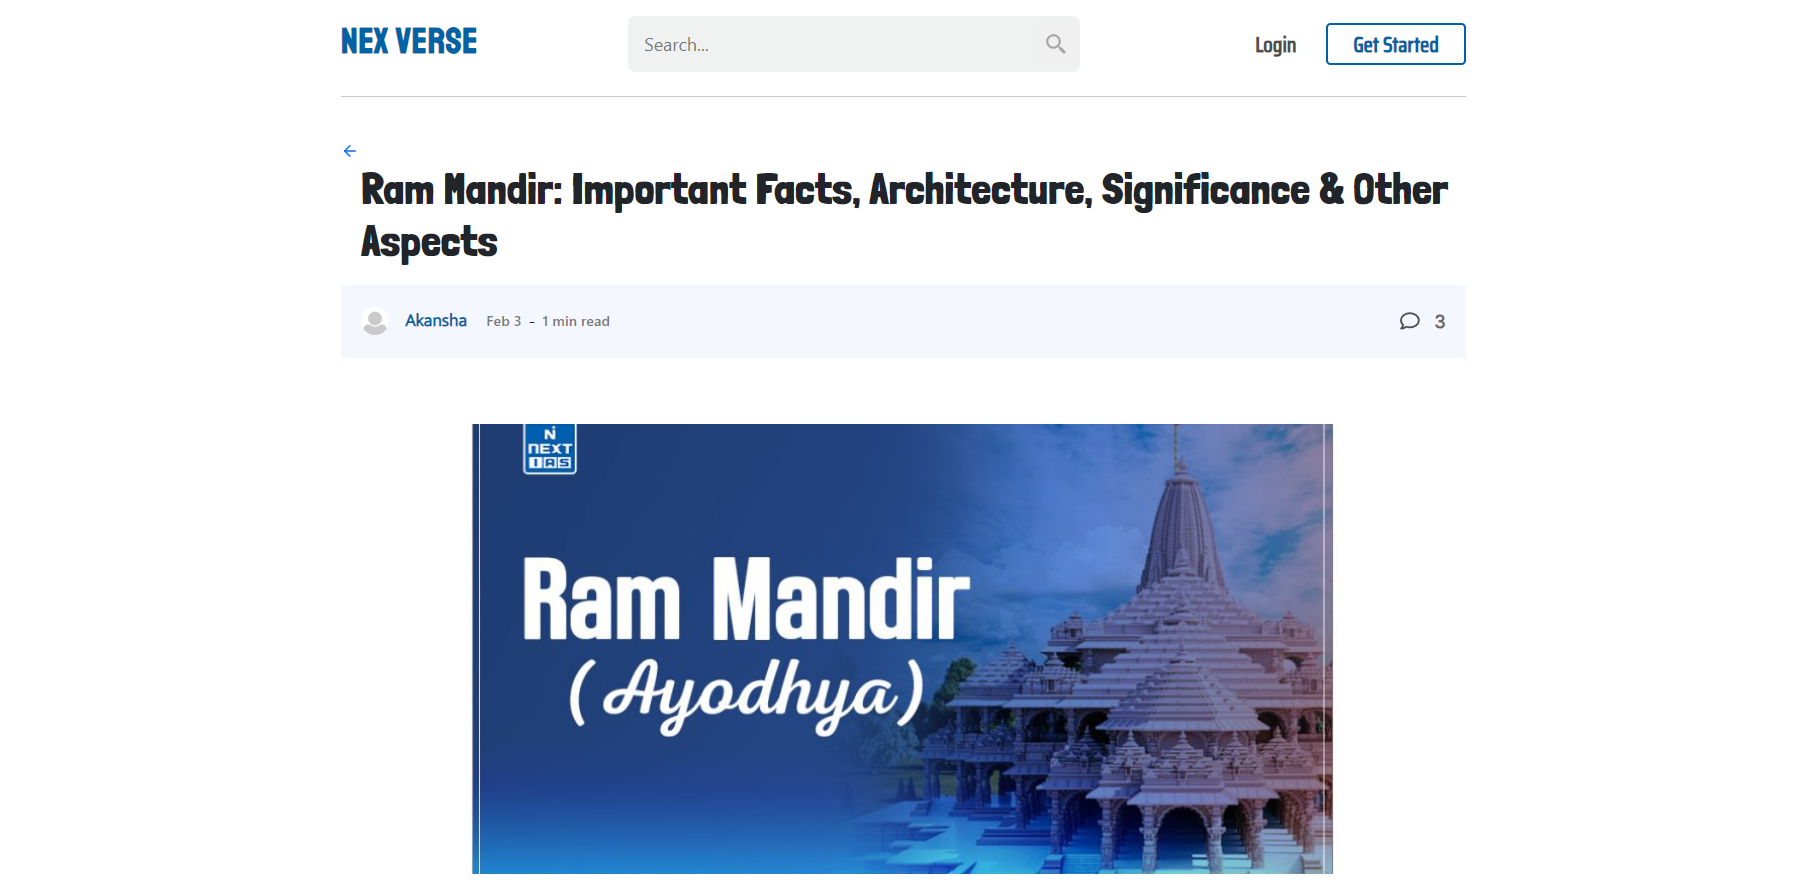 NEX VERSE
Search...
Login
Get Started
Ram Mandir: Important Facts, Architecture, Significance & Other
Aspects
Akansha Feb 3 - 1 min read
3
N
NEXT
IAS
Ram Mandir
(Ayodhya)